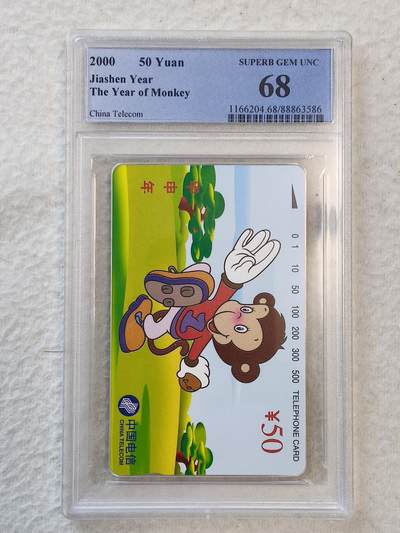 2000 50 Yuan
Jiashen Year
The Year of Monkey
China Telecom
SUPERB GEM UNC
68
1166204.68/88863586
申年
0 1 10 50 100 200 300 500 TELEPHONE CARD
¥50
中国电信
CHINA TELECOM